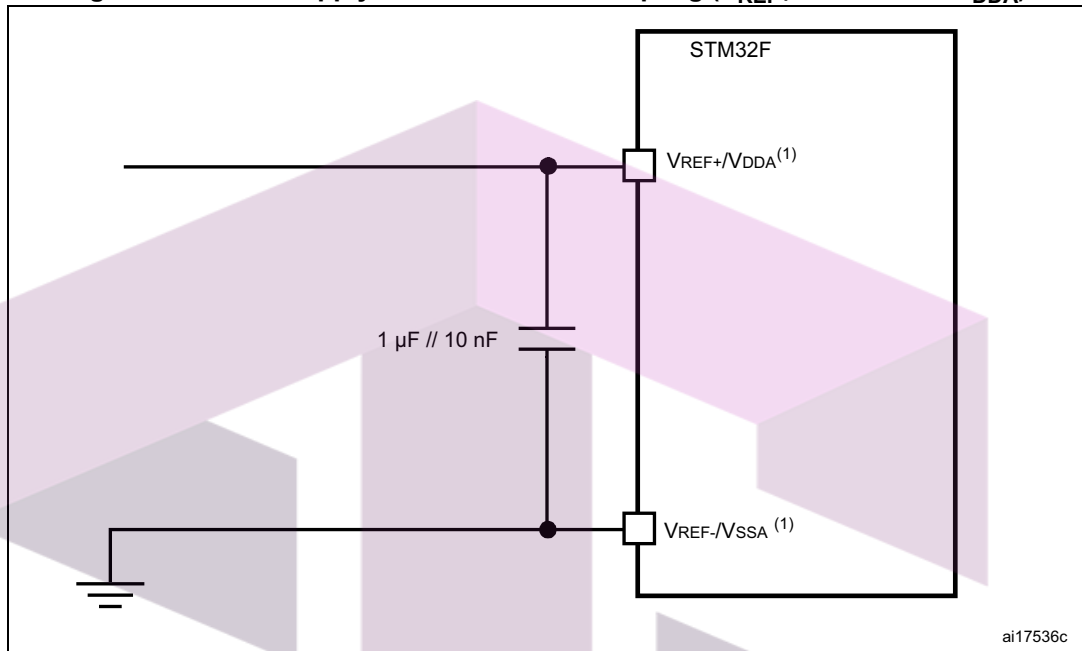 STM32F
VREF+/VDDA(1)
1 µF // 10 nF
VREF-/VSSA (1)
ai17536c